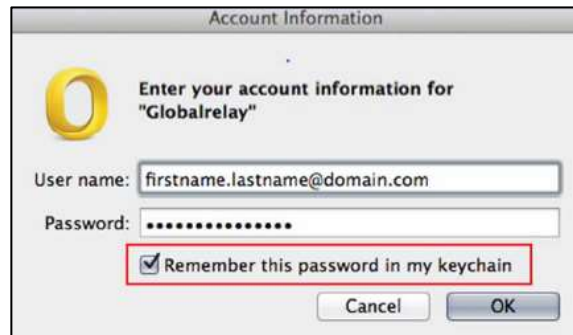 Account Information
Enter your account information for
"Globalrelay"
User name: firstname.lastname@domain.com
Password: •••••••••••••••
Remember this password in my keychain
Cancel OK